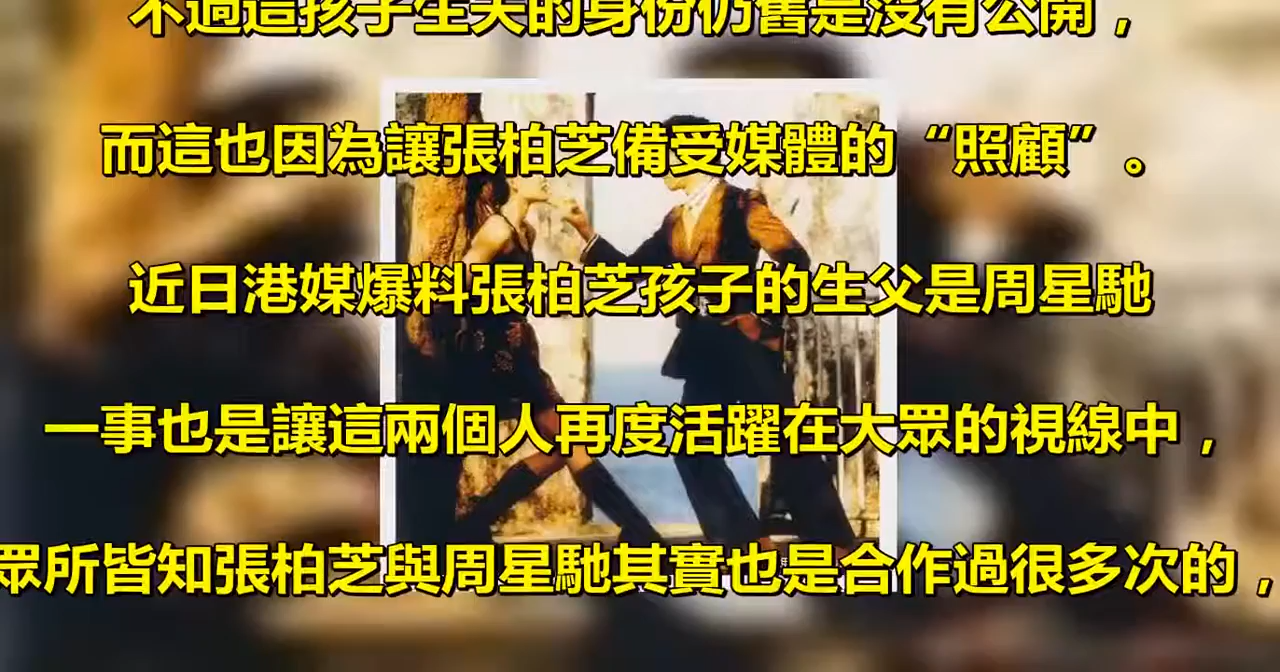 不過這孩子生父的身份仍舊是沒有公開，
而這也因為讓張柏芝備受媒體的“照顧”。
近日港媒爆料張柏芝孩子的生父是周星馳
一事也是讓這兩個人再度活躍在大眾的視線中，
眾所皆知張柏芝與周星馳其實也是合作過很多次的，